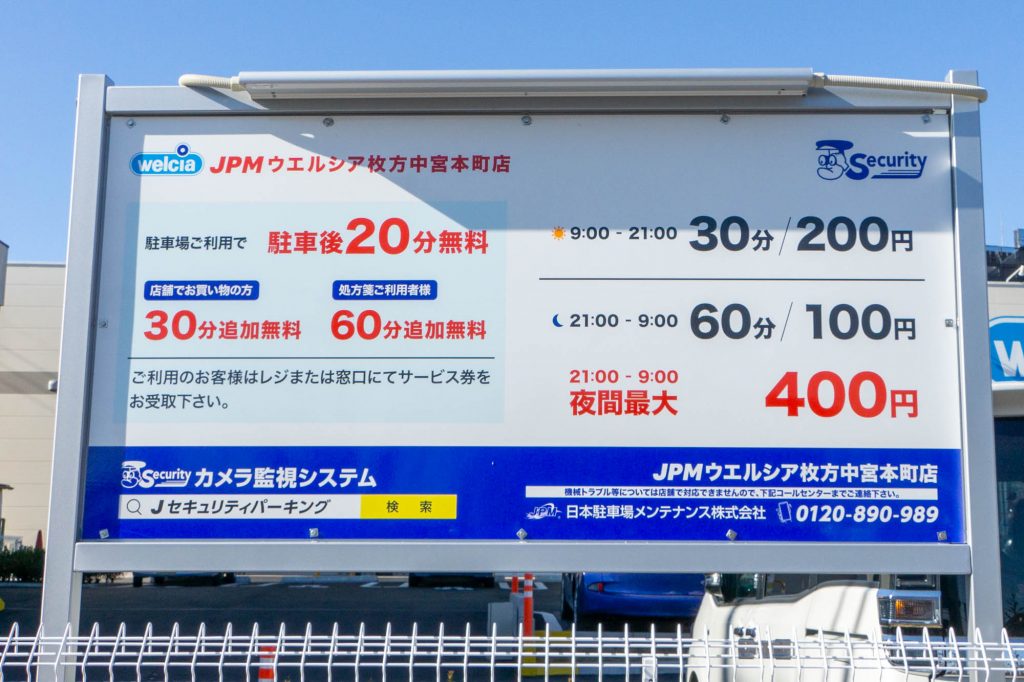 welcia JPMウエルシア枚方中宮本町店
Security
駐車場ご利用で 駐車後20分無料
店舗でお買い物の方
30分追加無料
処方箋ご利用者様
60分追加無料
ご利用のお客様はレジまたは窓口にてサービス券を
お受取下さい。
9:00 - 21:00 30分/200円
21:00 - 9:00 60分/100円
21:00 - 9:00
夜間最大 400円
Security カメラ監視システム
Jセキュリティパーキング 検索
JPMウエルシア枚方中宮本町店
機械トラブル等については店舗で対応できませんので、下記コールセンターまでご連絡下さい。
JPM 日本駐車場メンテナンス株式会社 0120-890-989
we